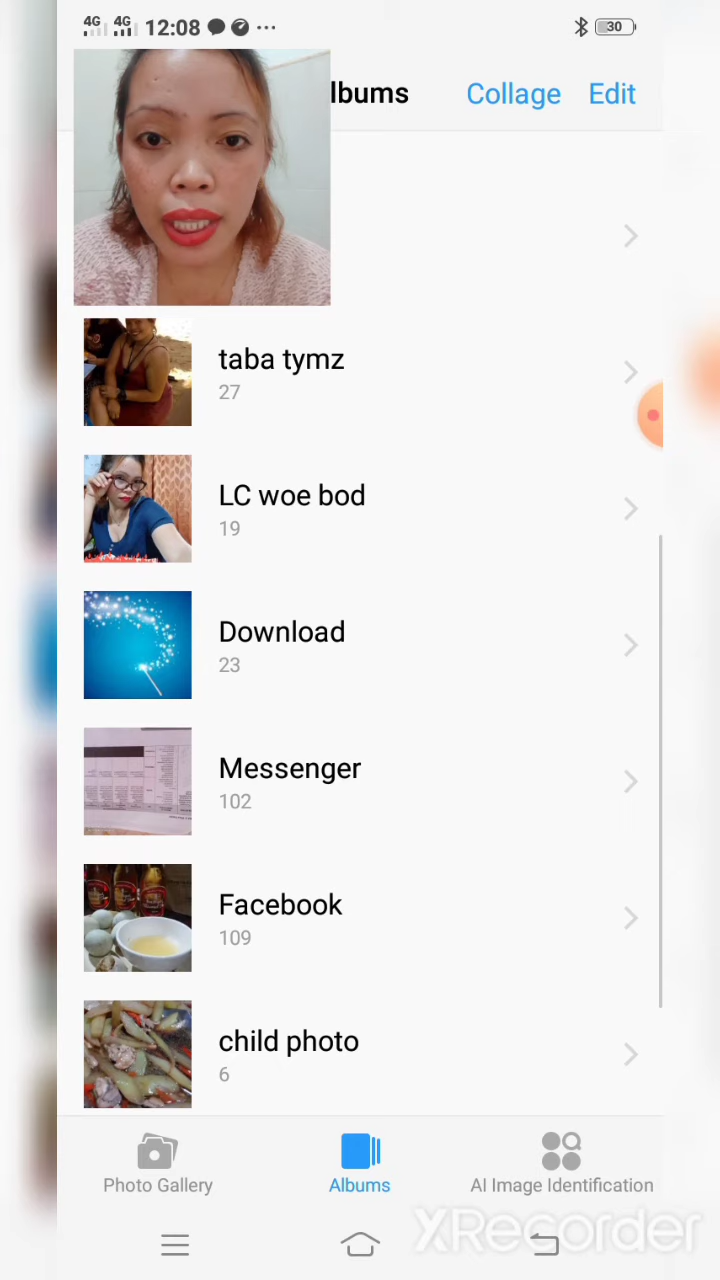 4G 4G 12:08 30
lbums Collage Edit
taba tymz
27
LC woe bod
19
Download
23
Messenger
102
Facebook
109
child photo
6
Photo Gallery Albums AI Image Identification
XRecorder